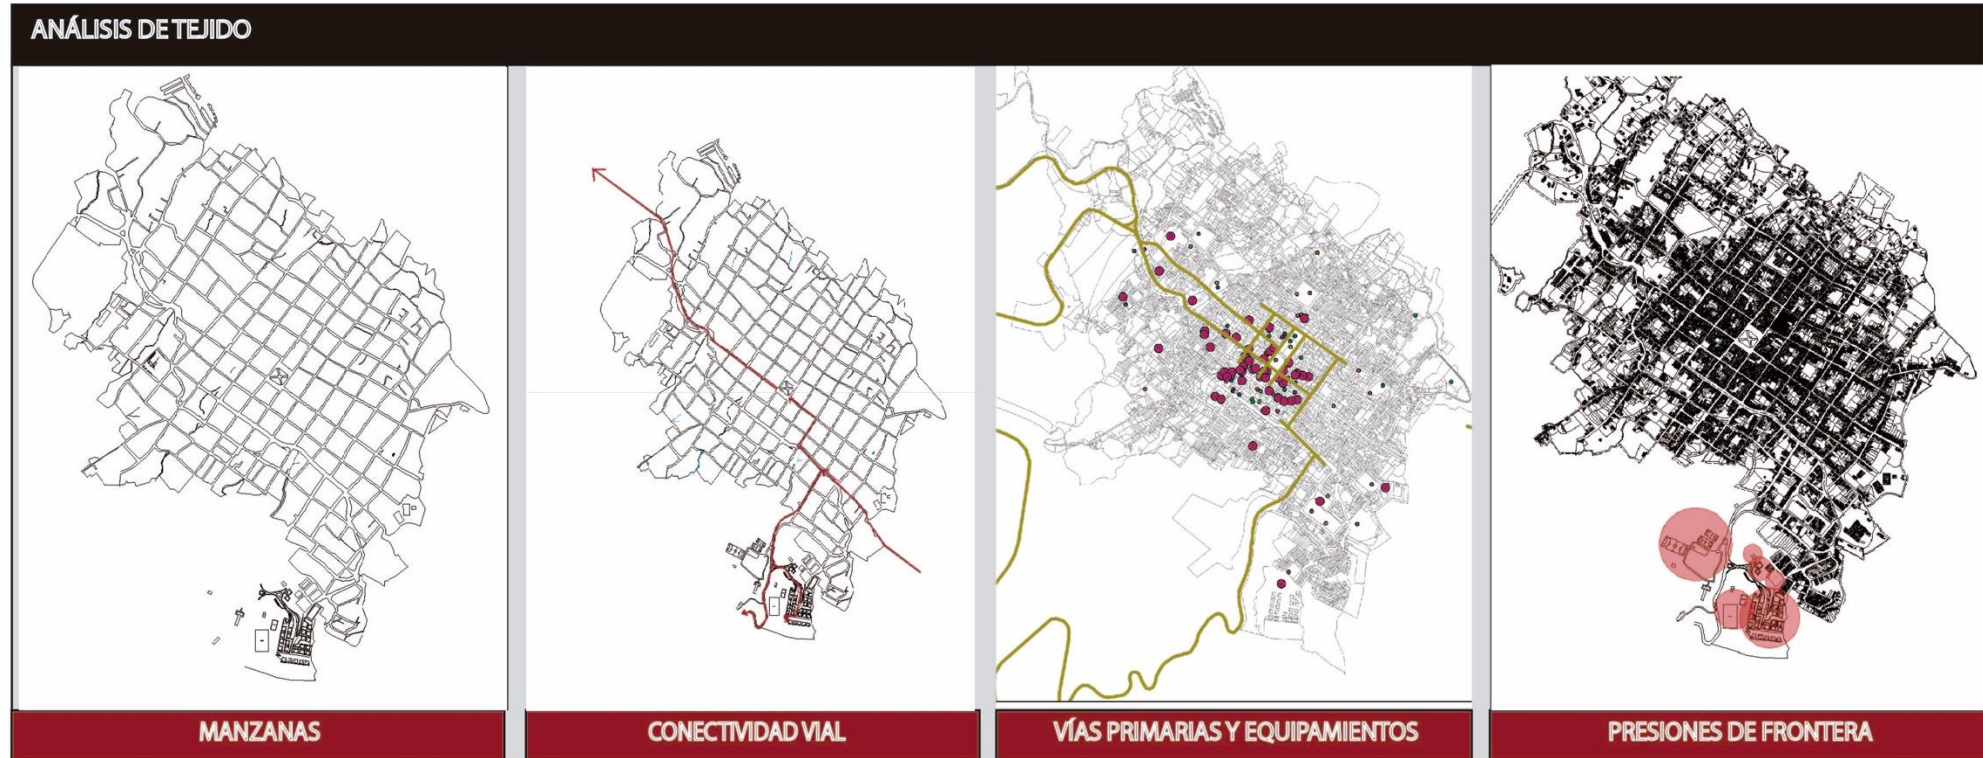 ANÁLISIS DE TEJIDO
MANZANAS
CONECTIVIDAD VIAL
VÍAS PRIMARIAS Y EQUIPAMIENTOS
PRESIONES DE FRONTERA